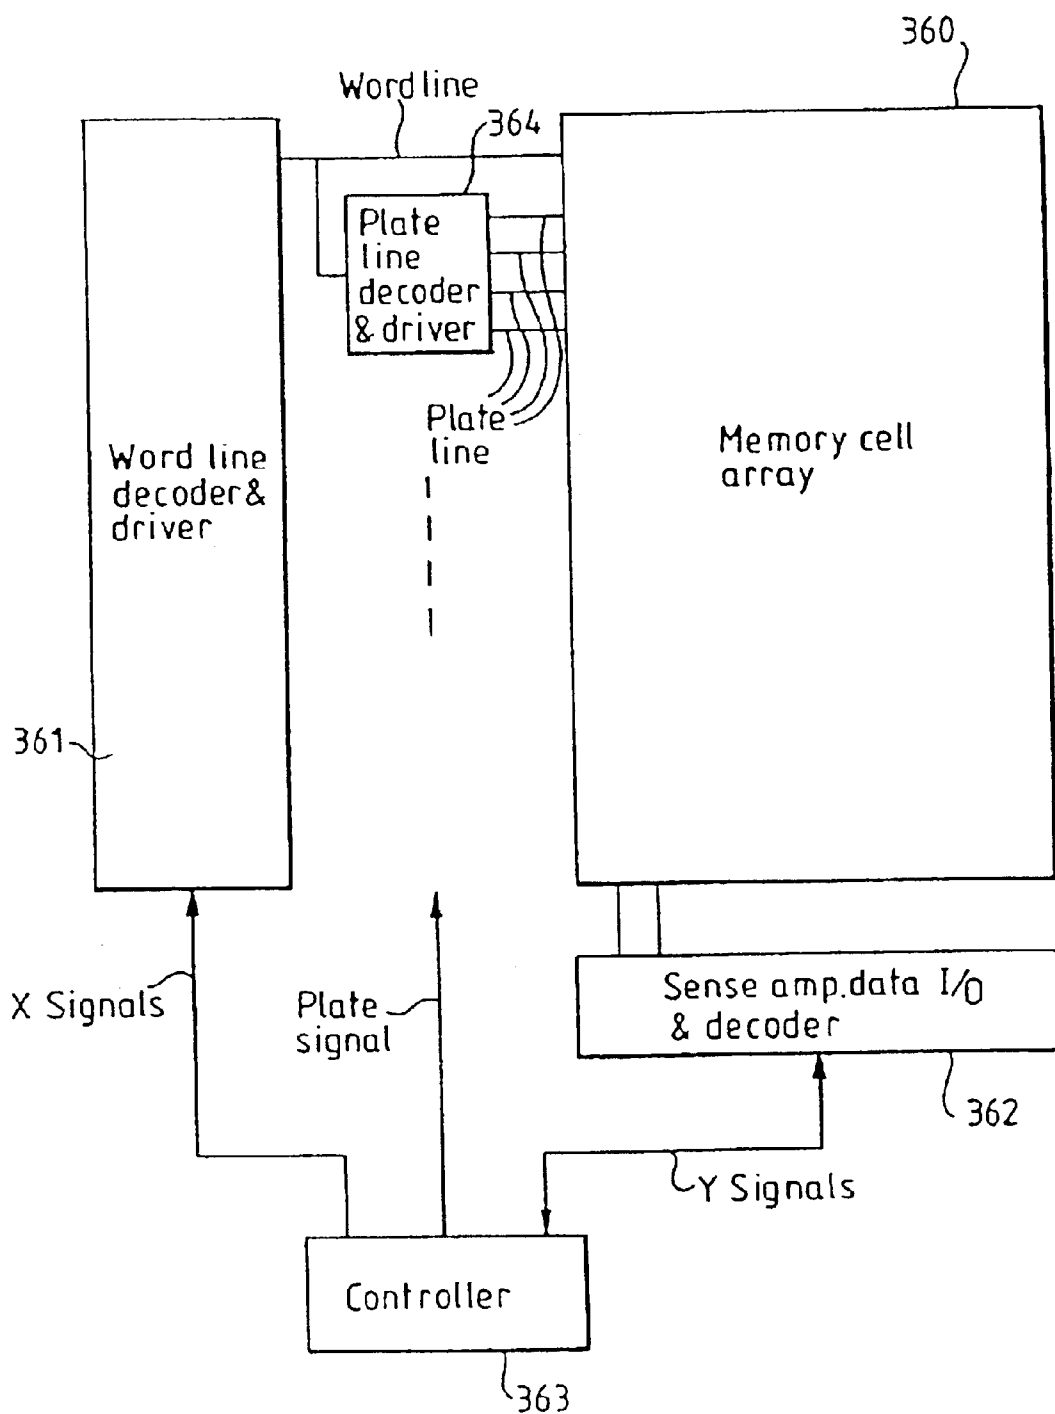 360
Word line
364
Plate
line
decoder
& driver
Plate
line
Memory cell
array
Word line
decoder &
driver
361
X Signals
Plate
signal
Sense amp. data I/O
& decoder
362
Y Signals
Controller
363